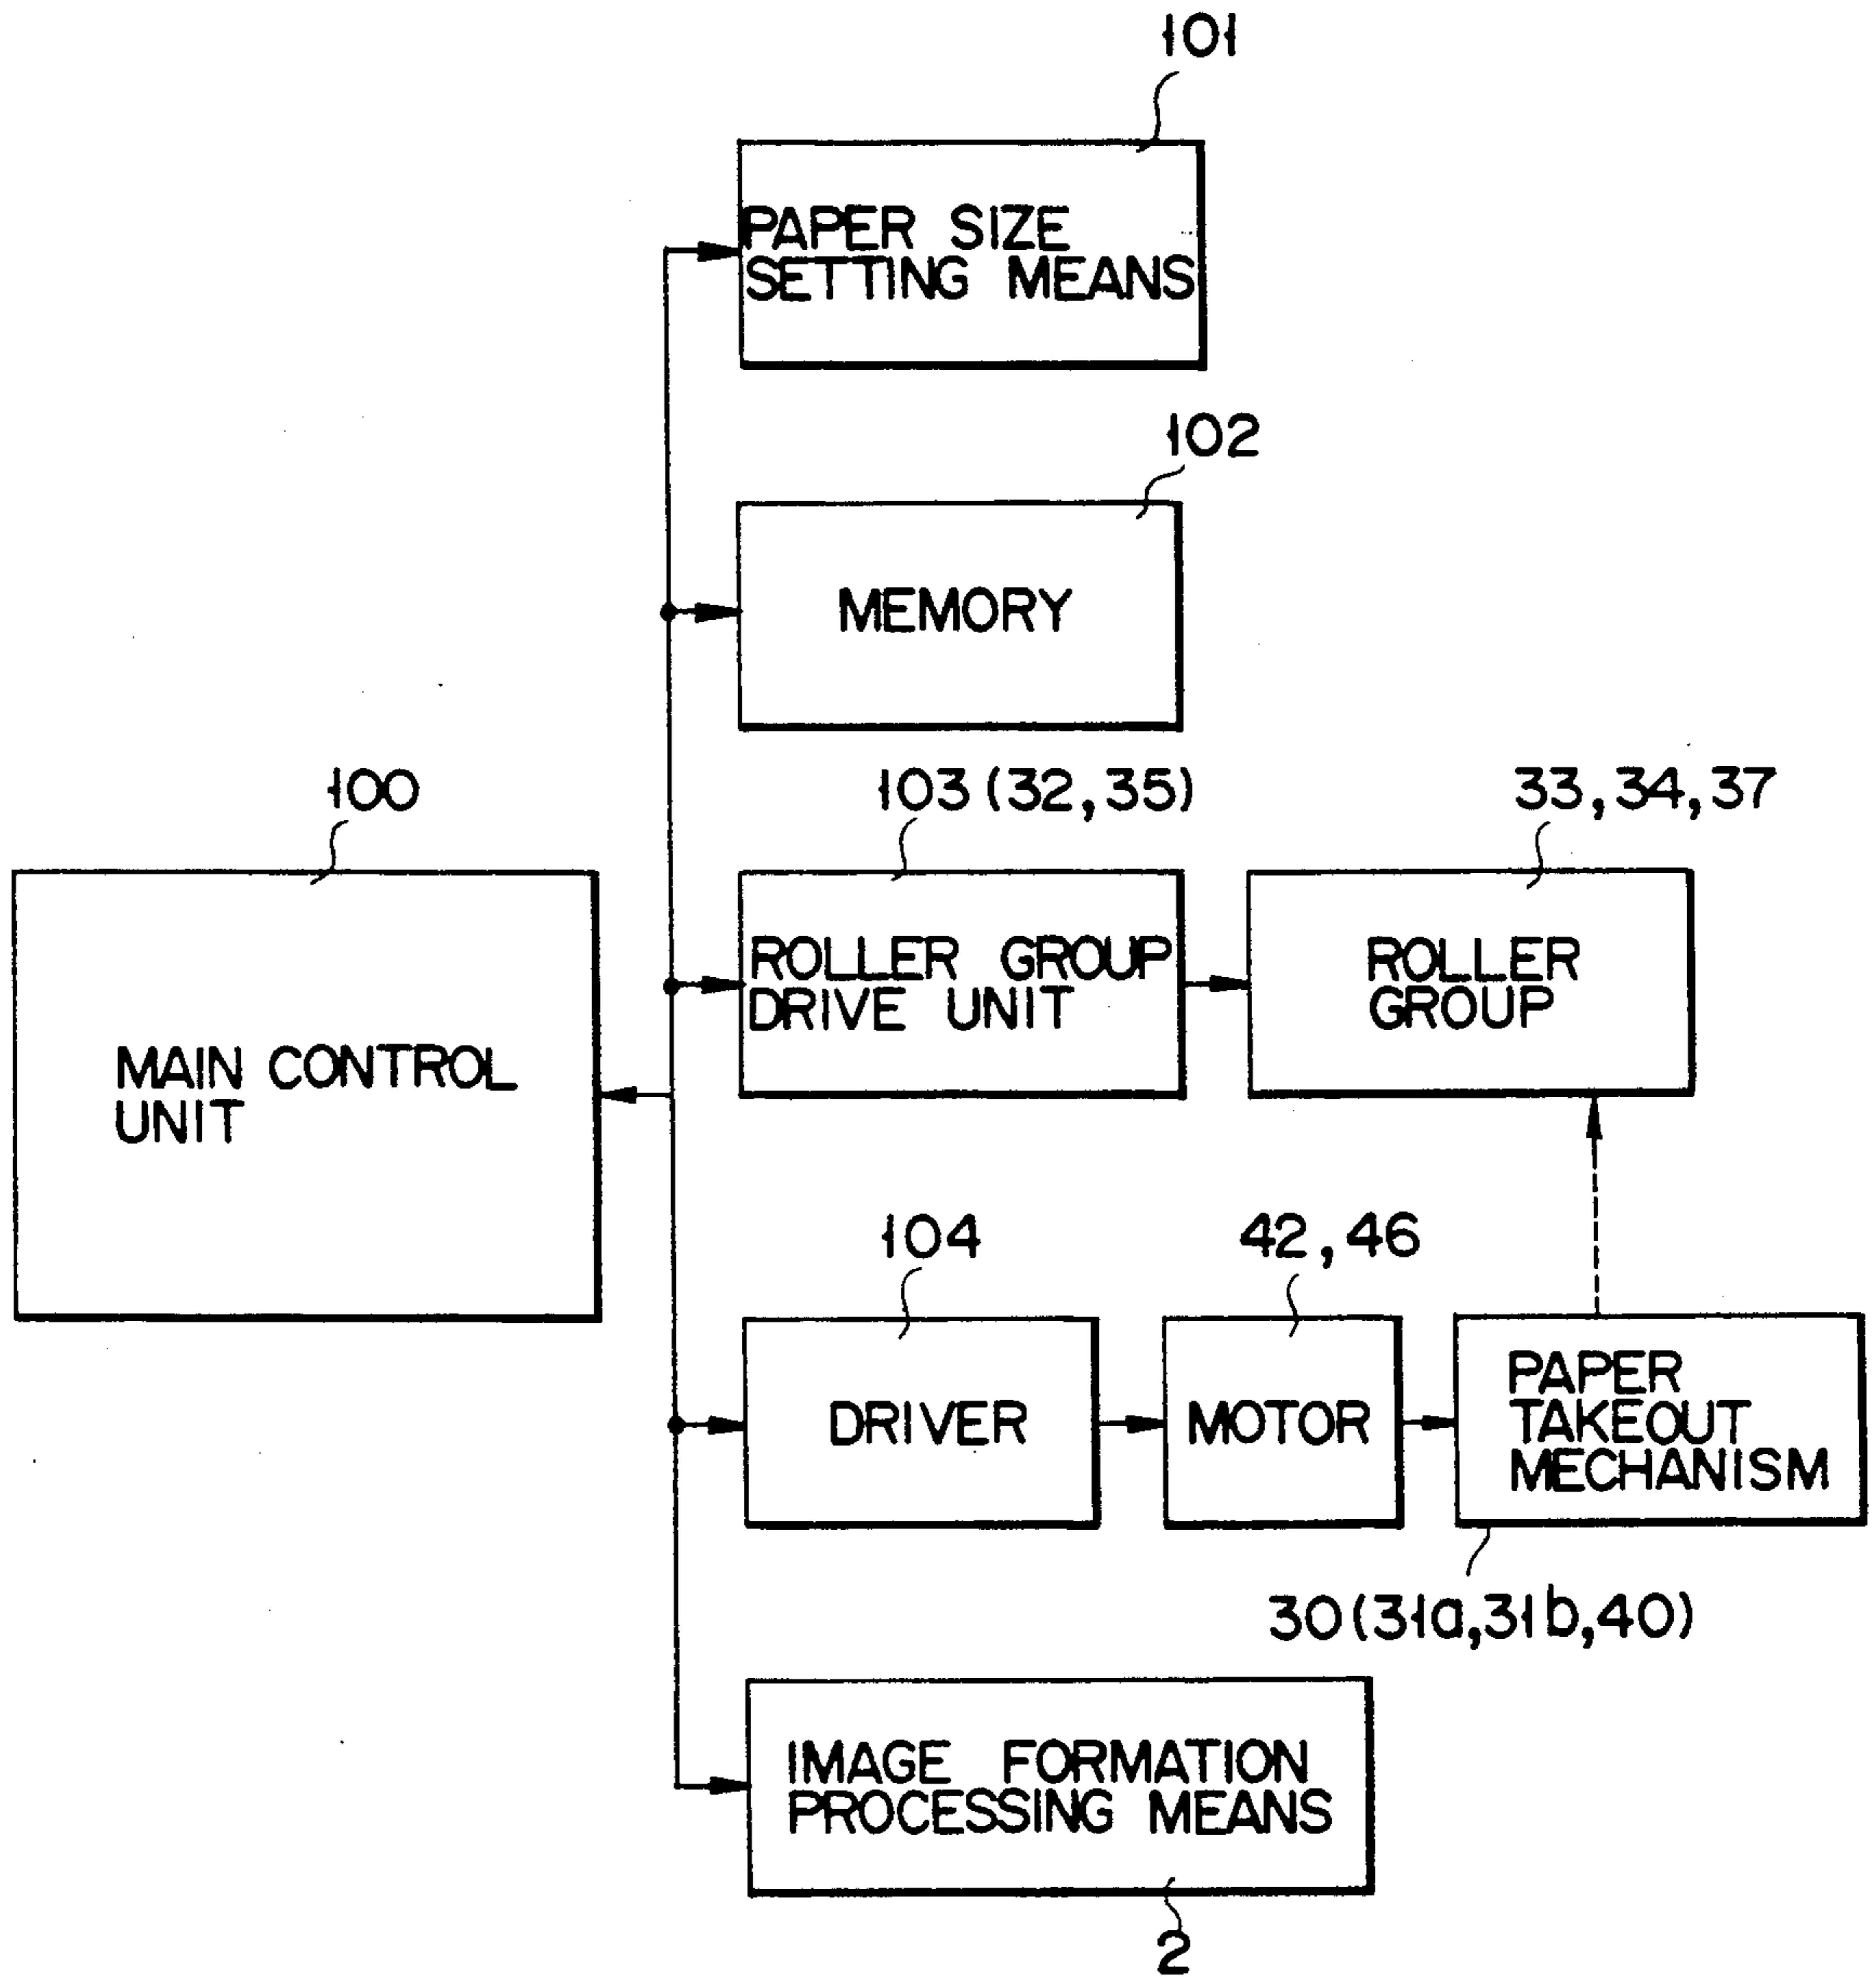 101
PAPER SIZE
SETTING MEANS
102
MEMORY
100
103 (32, 35)
33, 34, 37
MAIN CONTROL
UNIT
ROLLER GROUP
DRIVE UNIT
ROLLER
GROUP
104
42, 46
DRIVER
MOTOR
PAPER
TAKEOUT
MECHANISM
30 (31a, 31b, 40)
IMAGE FORMATION
PROCESSING MEANS
2